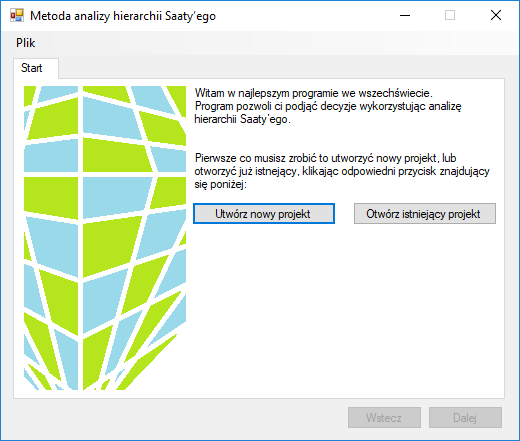 Metoda analizy hierarchii Saaty'ego
Plik
Start
Witam w najlepszym programie we wszechświecie.
Program pozwoli ci podjąć decyzje wykorzystując analizę
hierarchii Saaty'ego.
Pierwsze co musisz zrobić to utworzyć nowy projekt, lub
otworzyć już istnejący, klikając odpowiedni przycisk znajdujący
się poniżej:
Utwórz nowy projekt
Otwórz istniejący projekt
Wstecz
Dalej